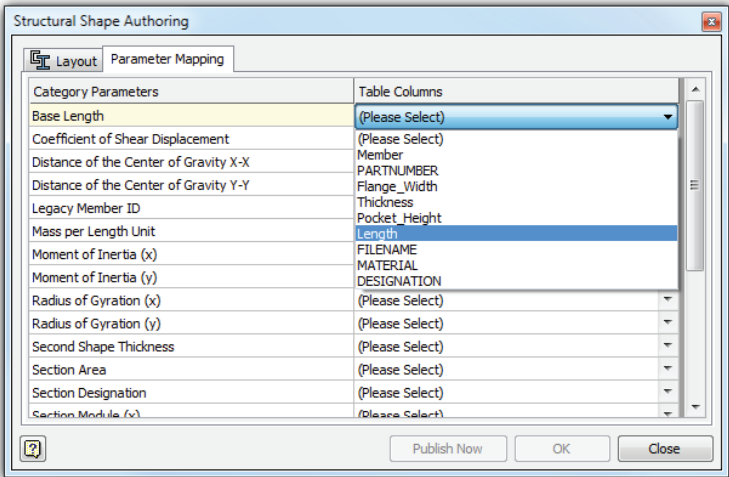 Structural Shape Authoring
Layout Parameter Mapping
Category Parameters Table Columns
Base Length (Please Select)
Coefficient of Shear Displacement (Please Select)
Member
Distance of the Center of Gravity X-X PARTNUMBER
Distance of the Center of Gravity Y-Y Flange_Width
Legacy Member ID Thickness
Pocket_Height
Mass per Length Unit Length
Moment of Inertia (x) FILENAME
MATERIAL
Moment of Inertia (y) DESIGNATION
Radius of Gyration (x) (Please Select)
Radius of Gyration (y) (Please Select)
Second Shape Thickness (Please Select)
Section Area (Please Select)
Section Designation (Please Select)
Section Module (x) (Please Select)
Publish Now OK Close